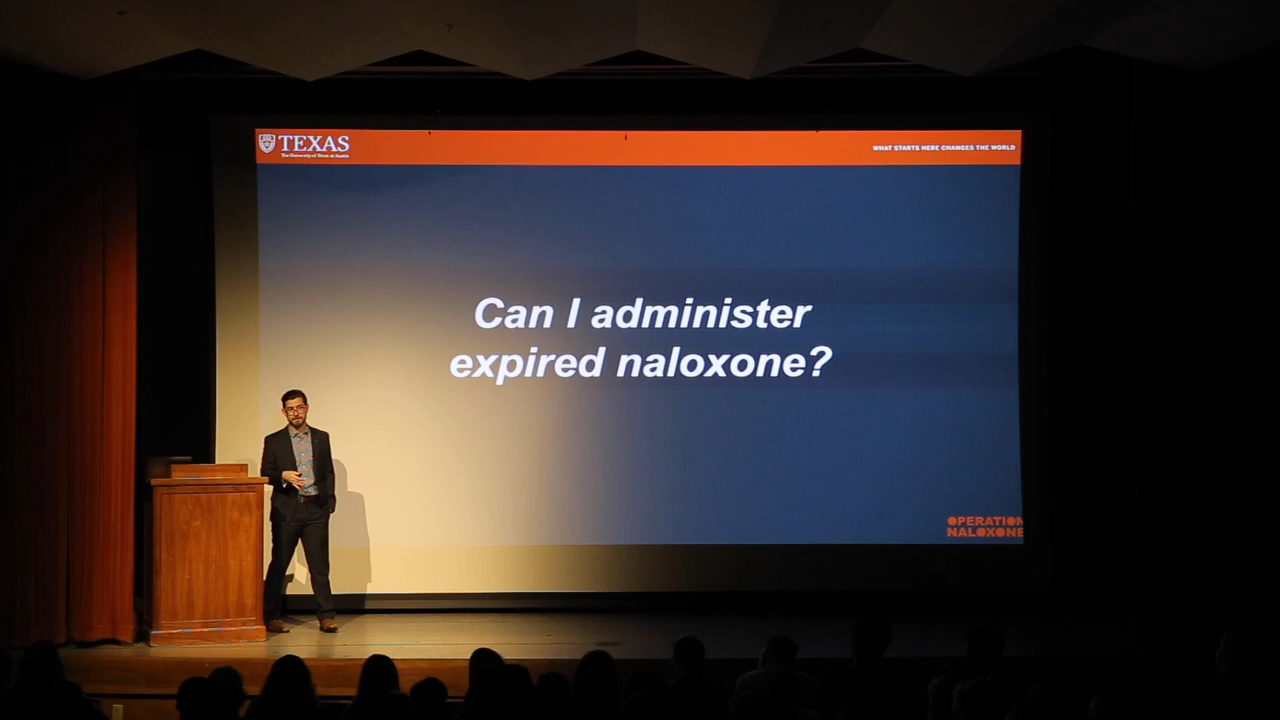 TEXAS
The University of Texas at Austin
WHAT STARTS HERE CHANGES THE WORLD
Can I administer
expired naloxone?
OPERATION
NALOXONE